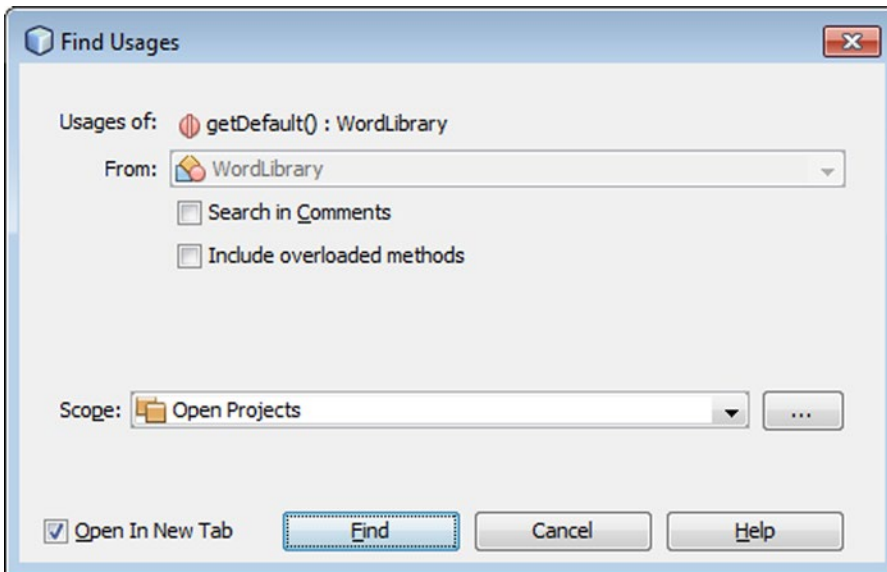 Find Usages
Usages of: getDefault() : WordLibrary
From: WordLibrary
Search in Comments
Include overloaded methods
Scope: Open Projects ...
Open In New Tab Find Cancel Help